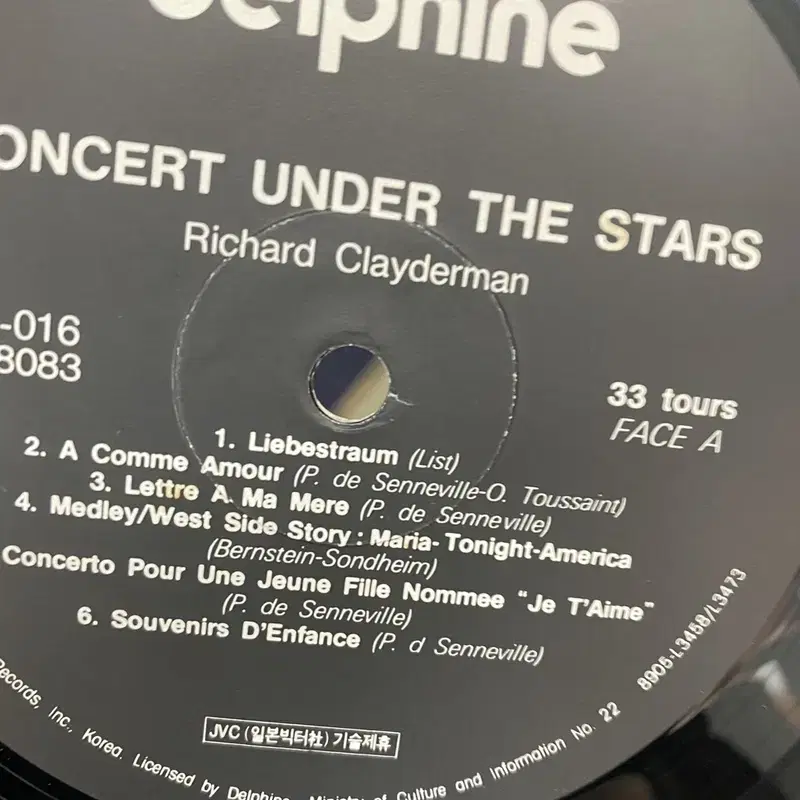 Delphine
ONCERT UNDER THE STARS
Richard Clayderman
-016
8083
33 tours
FACE A
1. Liebestraum (List)
2. A Comme Amour (P. de Senneville-O. Toussaint)
3. Lettre A Ma Mere (P. de Senneville)
4. Medley/West Side Story : Maria-Tonight-America
(Bernstein-Sondheim)
Concerto Pour Une Jeune Fille Nommee "Je T'Aime"
(P. de Senneville)
6. Souvenirs D'Enfance (P. d Senneville)
8905-L3458/L3473
JVC (일본빅터社) 기술제휴
Records, Inc., Korea. Licensed by Delphine, Ministry of Culture and Information No. 22